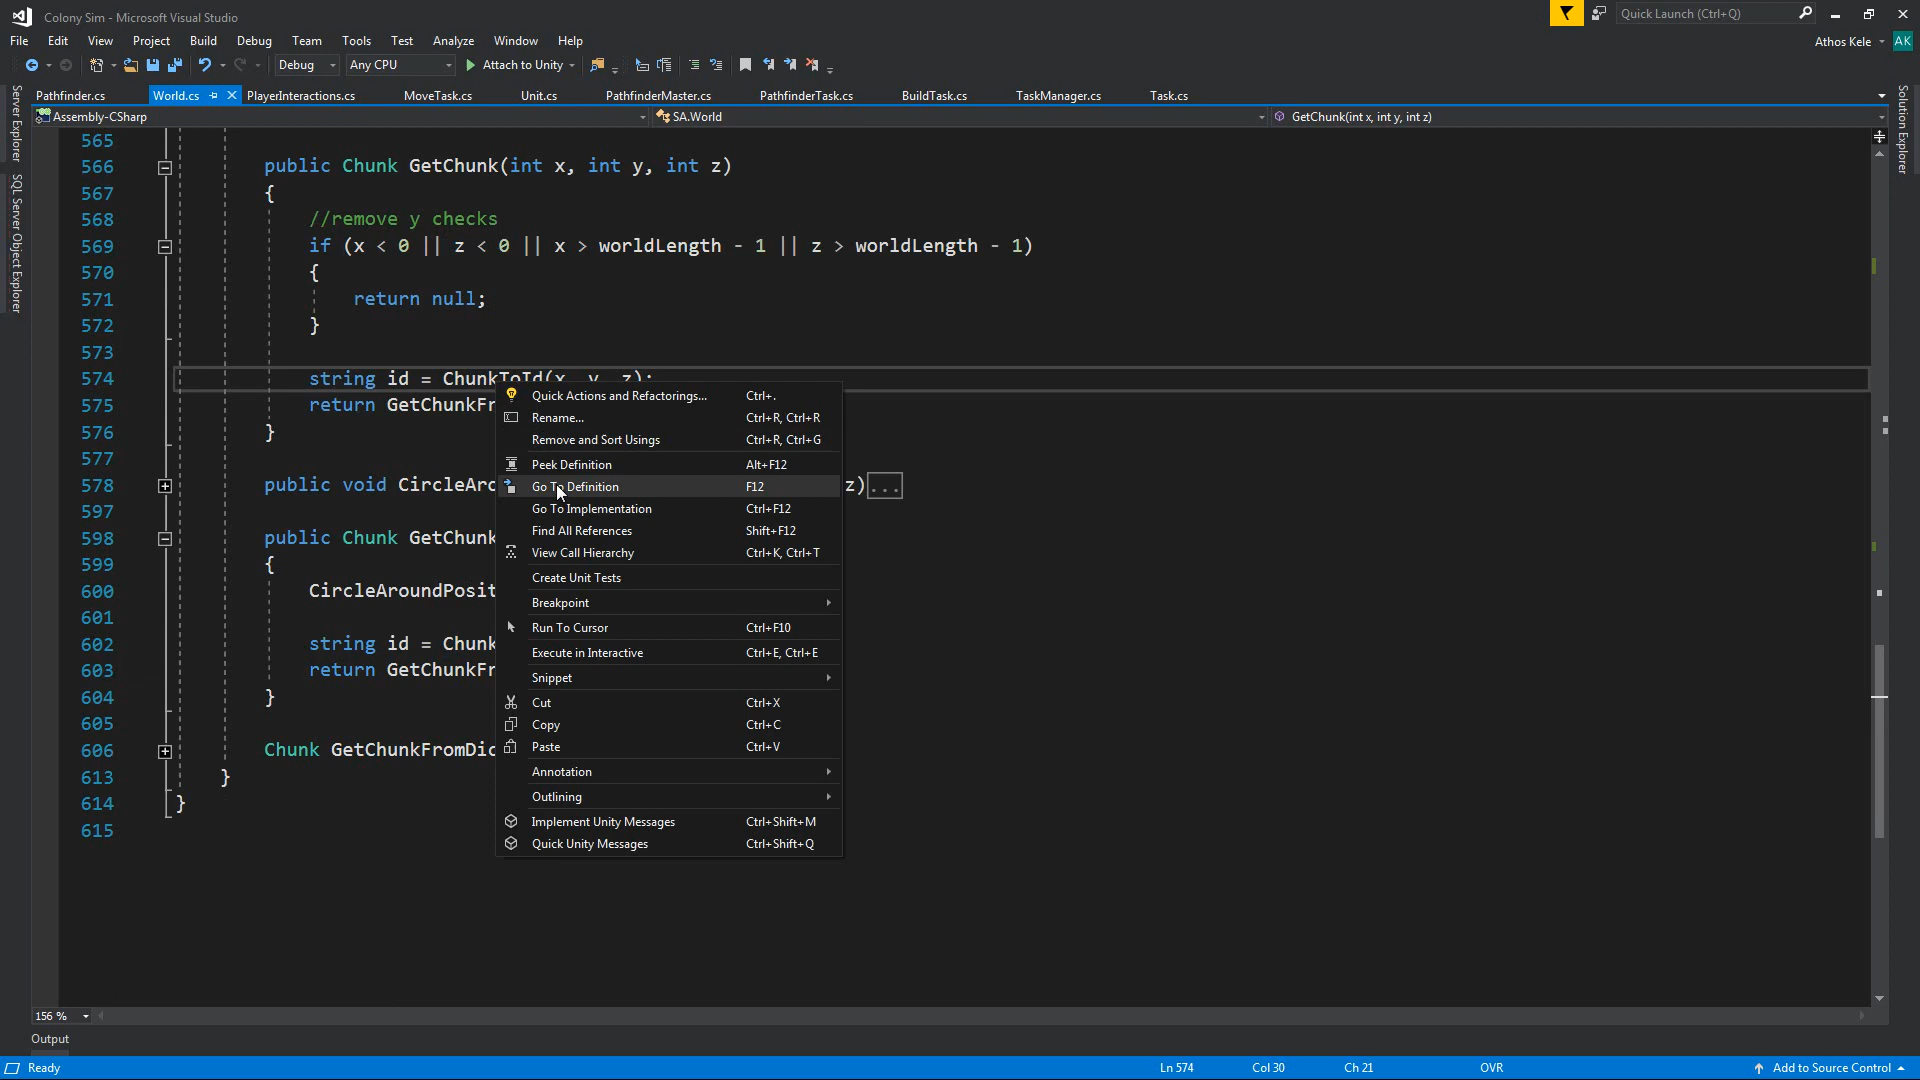 Colony Sim - Microsoft Visual Studio
Quick Launch (Ctrl+Q)
File Edit View Project Build Debug Team Tools Test Analyze Window Help
Athos Kele AK
Debug Any CPU Attach to Unity
Server Explorer
SQL Server Object Explorer
Solution Explorer
Pathfinder.cs World.cs PlayerInteractions.cs MoveTask.cs Unit.cs PathfinderMaster.cs PathfinderTask.cs BuildTask.cs TaskManager.cs Task.cs
Assembly-CSharp SA.World GetChunk(int x, int y, int z)
565
566 public Chunk GetChunk(int x, int y, int z)
567 {
568 //remove y checks
569 if (x < 0 || z < 0 || x > worldLength - 1 || z > worldLength - 1)
570 {
571 return null;
572 }
573
574 string id = ChunkToId(x, y, z);
575 return GetChunkFr
576 }
577
578 public void CircleAro z)...
597
598 public Chunk GetChunk
599 {
600 CircleAroundPosit
601
602 string id = Chunk
603 return GetChunkFr
604 }
605
606 Chunk GetChunkFromDic
613 }
614 }
615
Quick Actions and Refactorings... Ctrl+.
Rename... Ctrl+R, Ctrl+R
Remove and Sort Usings Ctrl+R, Ctrl+G
Peek Definition Alt+F12
Go To Definition F12
Go To Implementation Ctrl+F12
Find All References Shift+F12
View Call Hierarchy Ctrl+K, Ctrl+T
Create Unit Tests
Breakpoint
Run To Cursor Ctrl+F10
Execute in Interactive Ctrl+E, Ctrl+E
Snippet
Cut Ctrl+X
Copy Ctrl+C
Paste Ctrl+V
Annotation
Outlining
Implement Unity Messages Ctrl+Shift+M
Quick Unity Messages Ctrl+Shift+Q
156 %
Output
Ready Ln 574 Col 30 Ch 21 OVR Add to Source Control